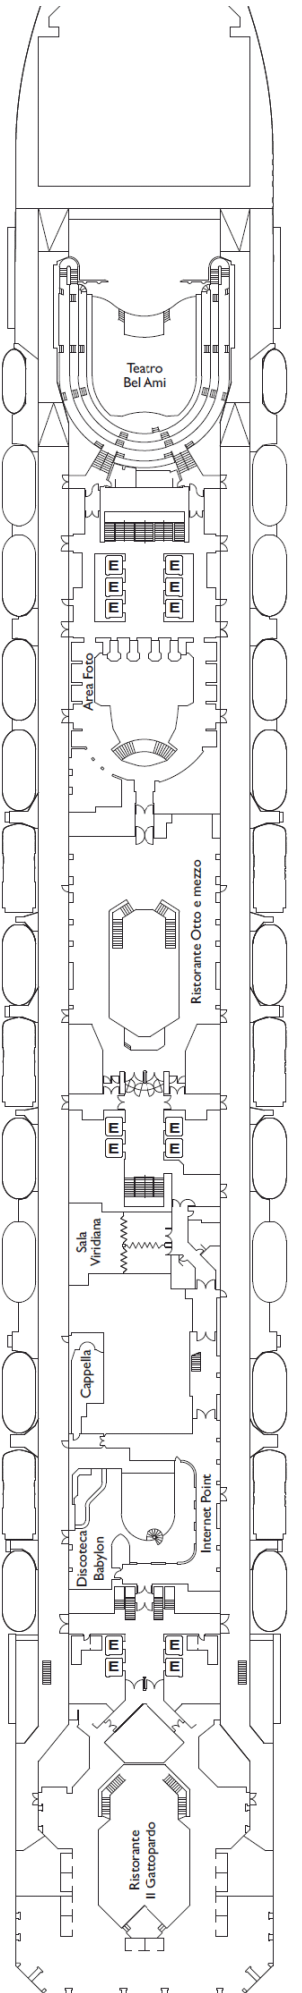 Teatro
Bel Ami
E E
E E
E E
Area Foto
Ristorante Otto e mezzo
E E
E E
Sala
Viridiana
Cappella
Internet Point
Discoteca
Babylon
E E
E E
Ristorante
Il Gattopardo